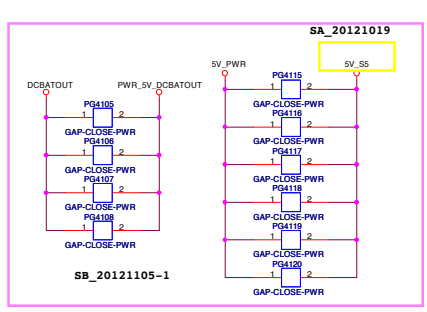 SA_20121019
5V_PWR 5V_S5
DCBATOUT PWR_5V_DCBATOUT
PG4115
1 2
GAP-CLOSE-PWR
PG4116
1 2
GAP-CLOSE-PWR
PG4117
1 2
GAP-CLOSE-PWR
PG4118
1 2
GAP-CLOSE-PWR
PG4119
1 2
GAP-CLOSE-PWR
PG4120
1 2
GAP-CLOSE-PWR
PG4105
1 2
GAP-CLOSE-PWR
PG4106
1 2
GAP-CLOSE-PWR
PG4107
1 2
GAP-CLOSE-PWR
PG4108
1 2
GAP-CLOSE-PWR
SB_20121105-1